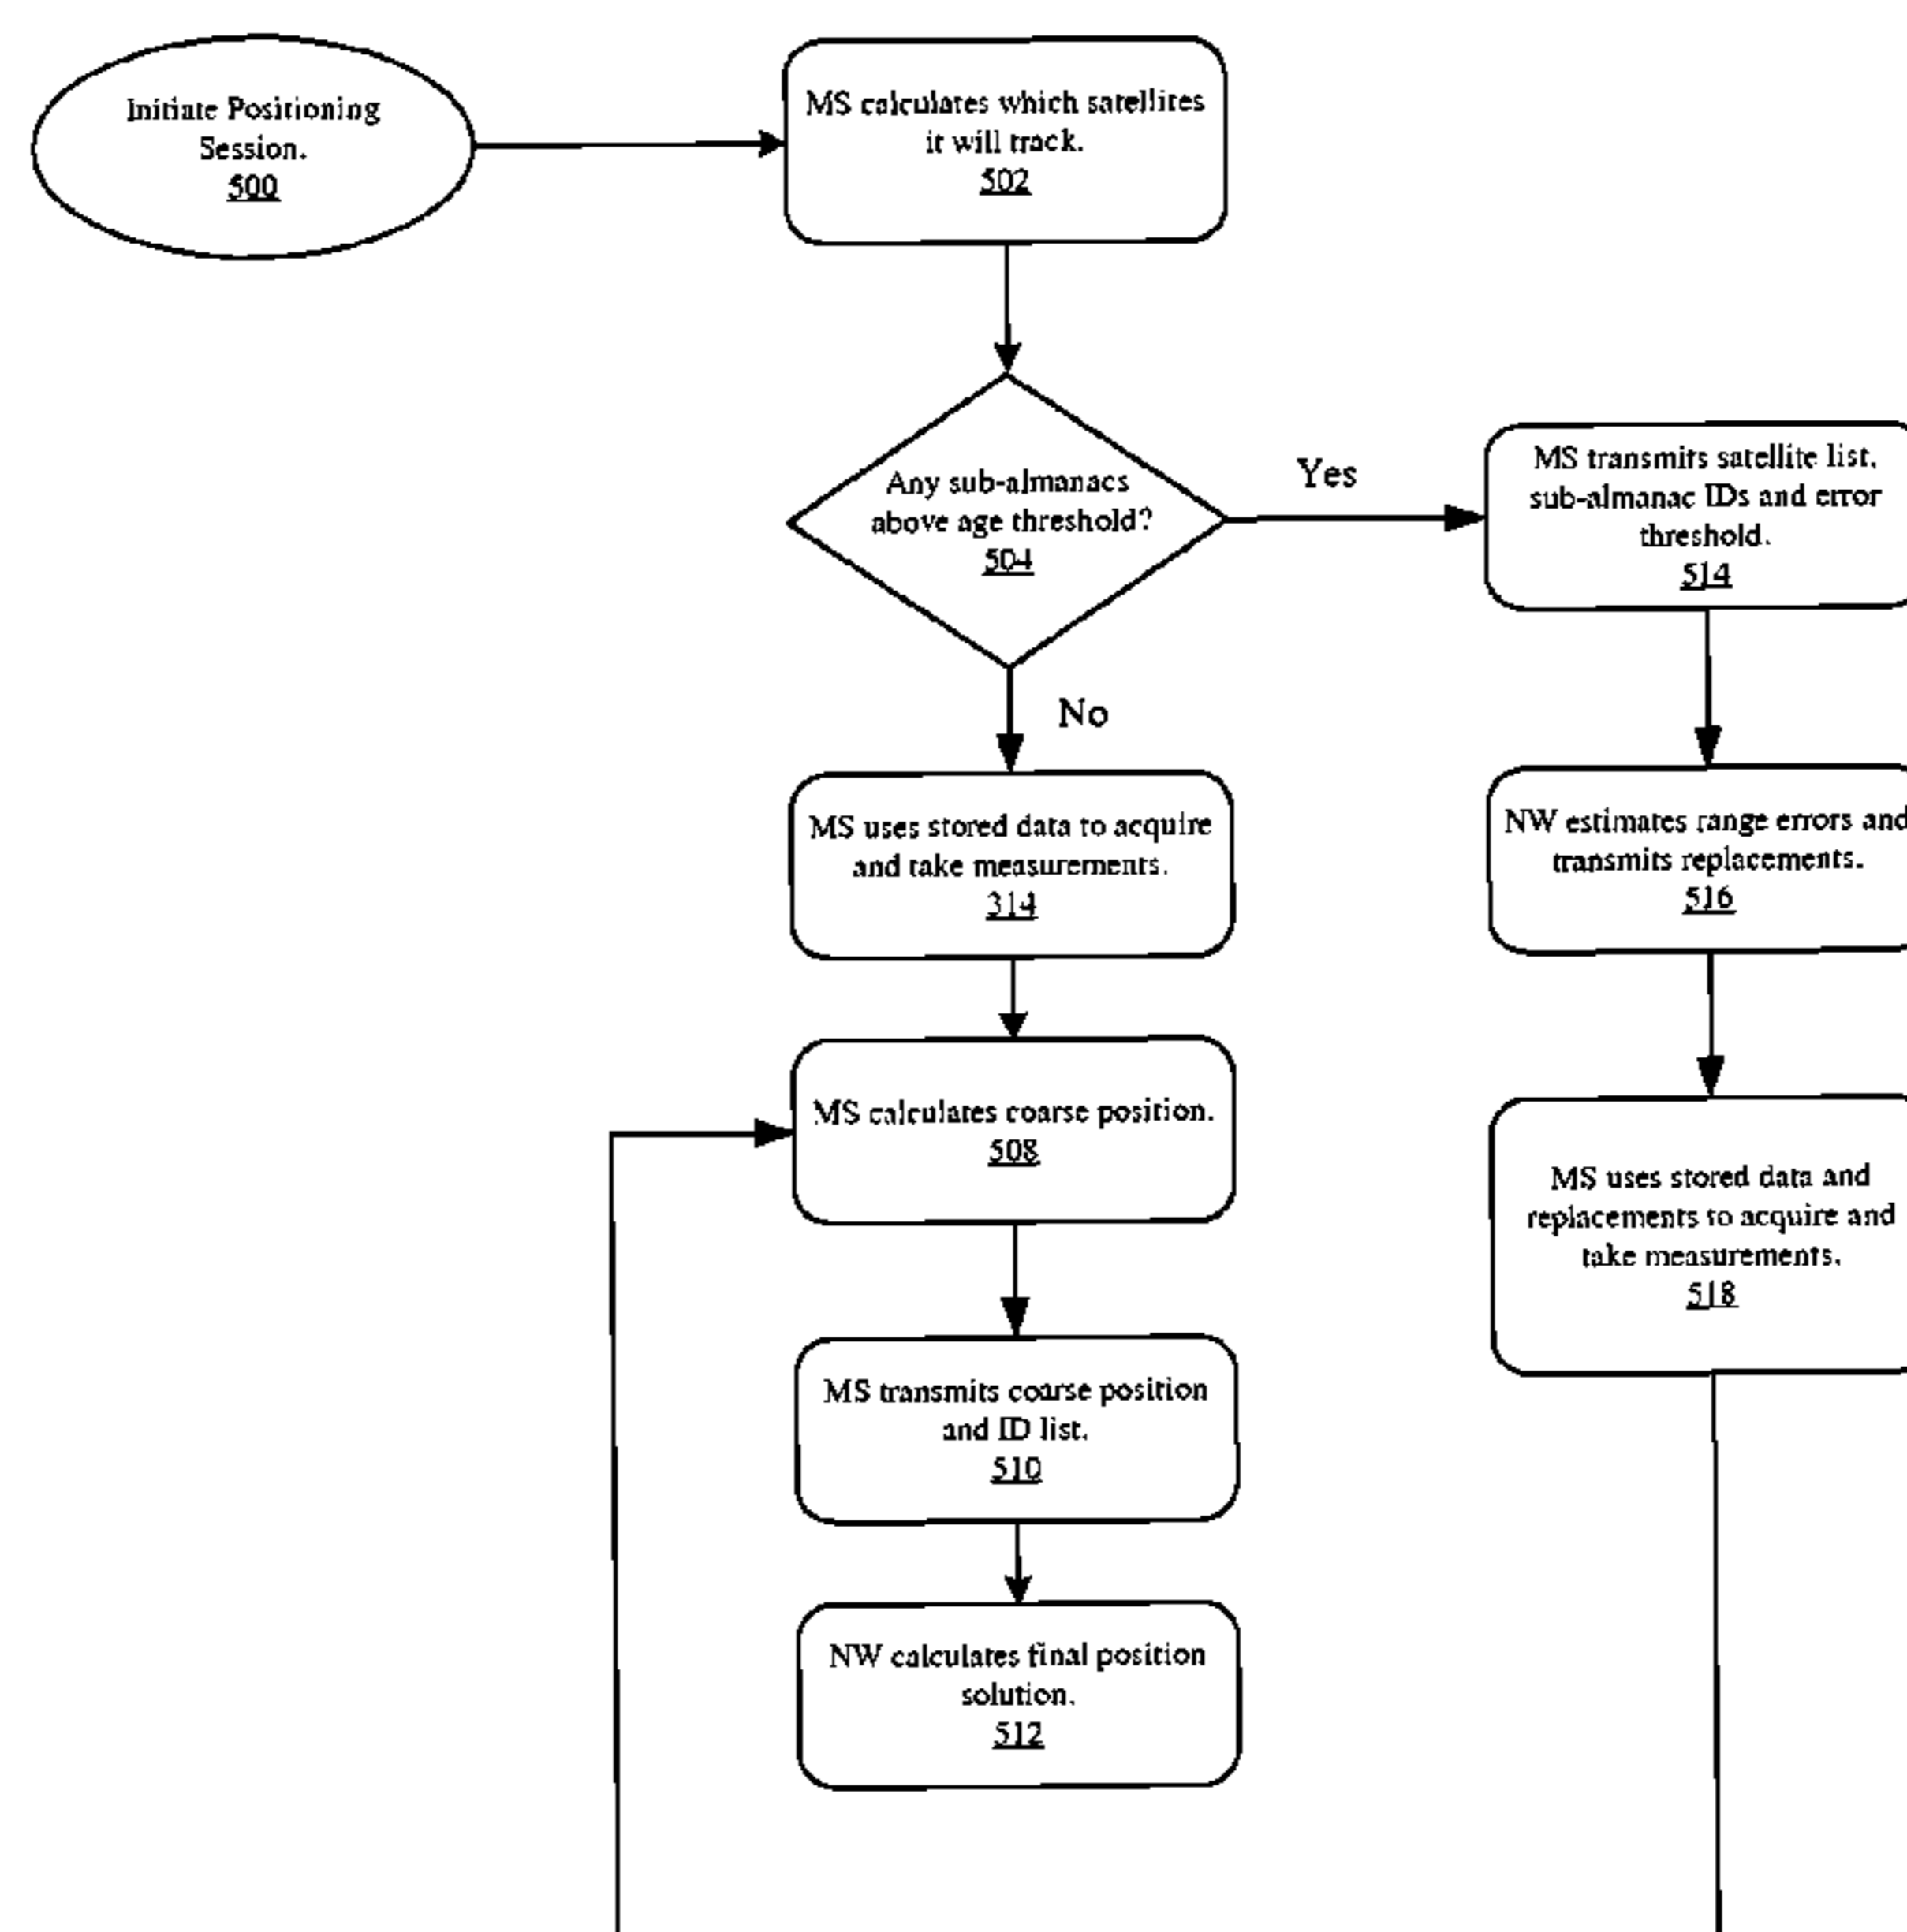 Initiate Positioning
Session.
500
MS calculates which satellites
it will track.
502
Any sub-almanacs
above age threshold?
504
Yes
No
MS transmits satellite list,
sub-almanac IDs and error
threshold.
514
MS uses stored data to acquire
and take measurements.
314
NW estimates range errors and
transmits replacements.
516
MS calculates coarse position.
508
MS uses stored data and
replacements to acquire and
take measurements.
518
MS transmits coarse position
and ID list.
510
NW calculates final position
solution.
512